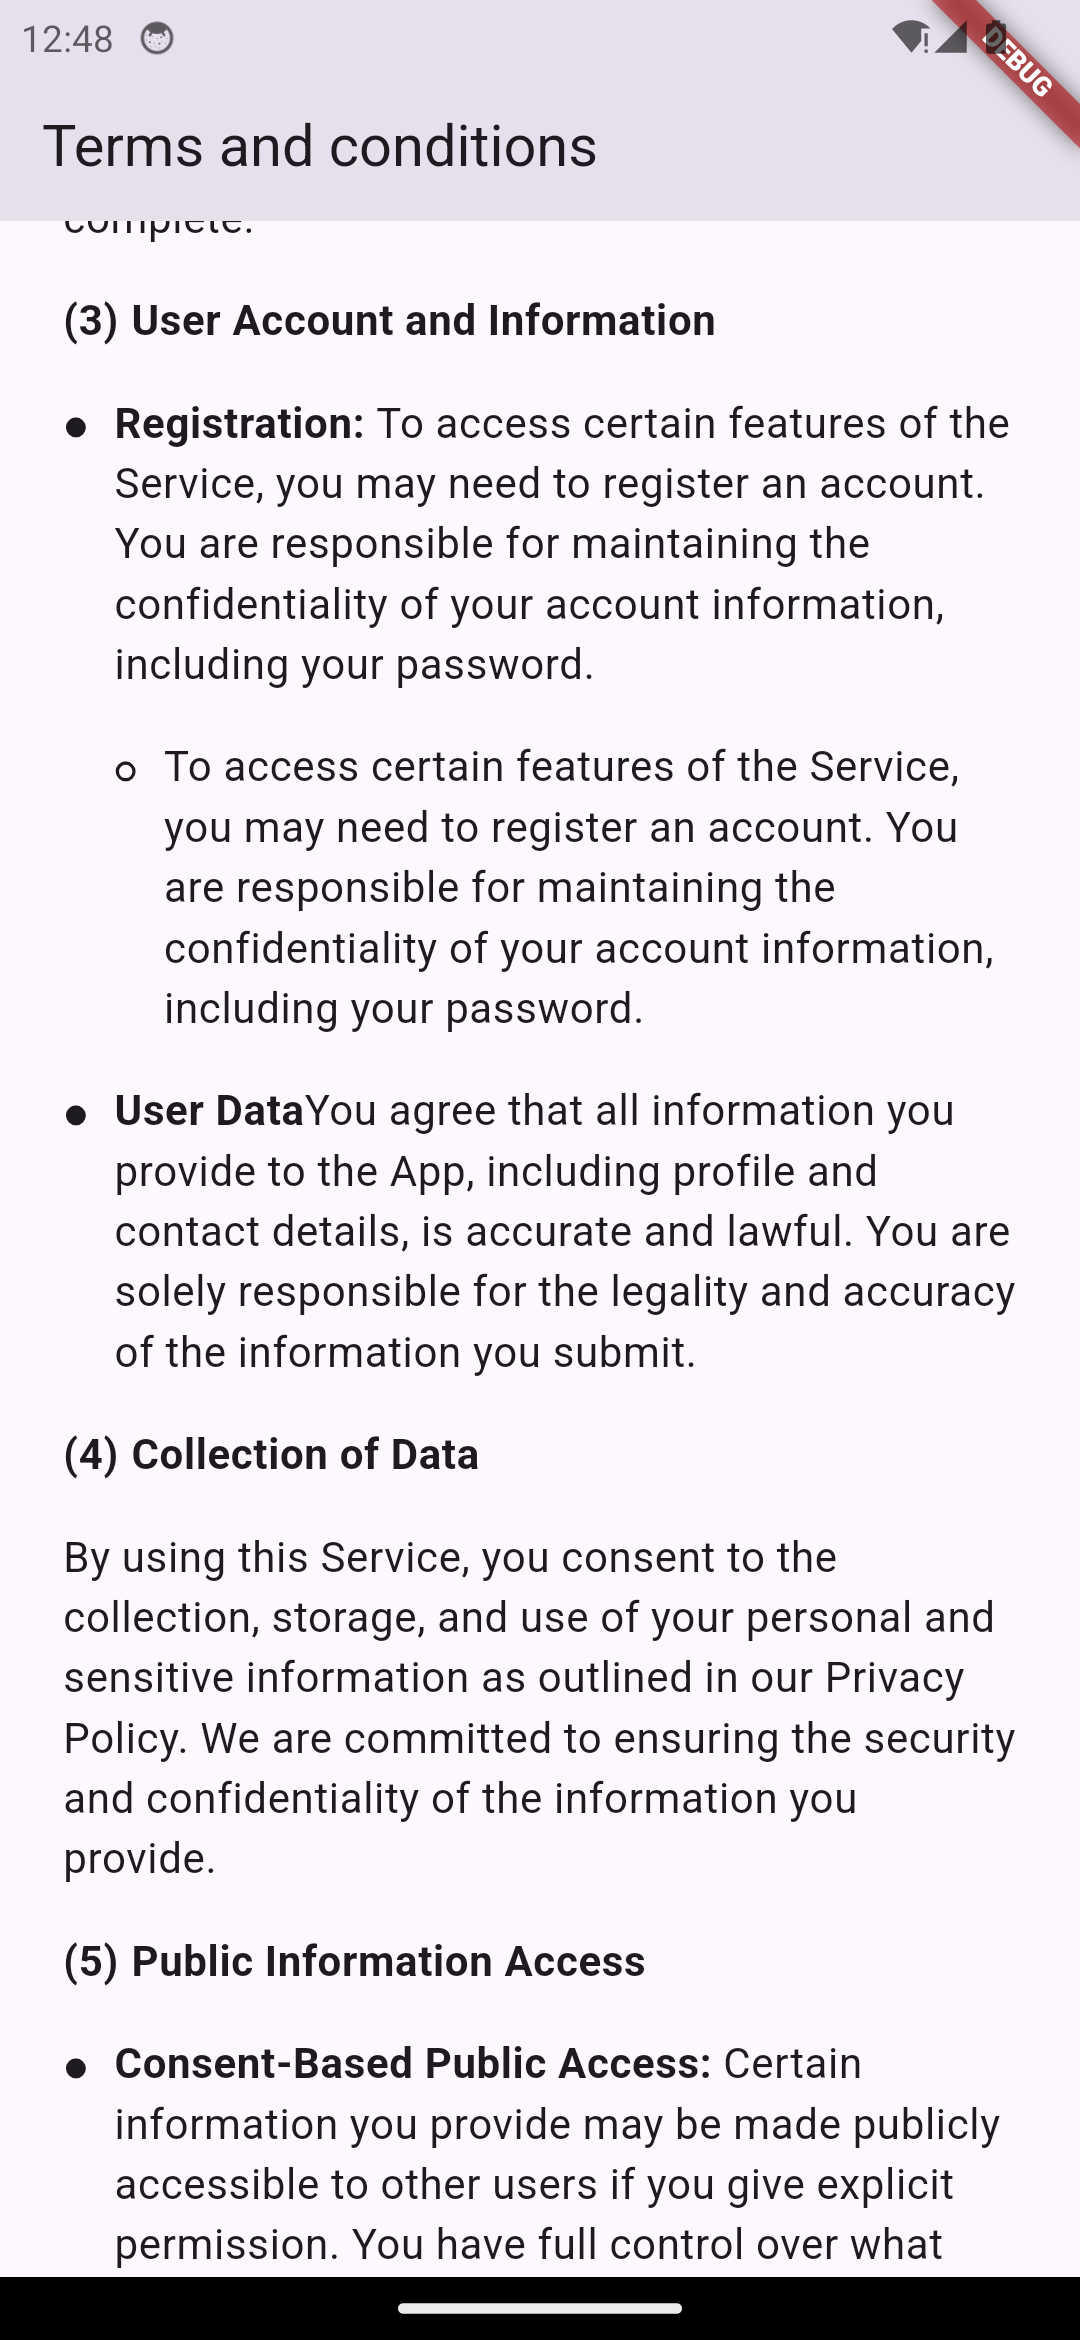 12:48
DEBUG
Terms and conditions
complete.
(3) User Account and Information
● Registration: To access certain features of the
Service, you may need to register an account.
You are responsible for maintaining the
confidentiality of your account information,
including your password.
○ To access certain features of the Service,
you may need to register an account. You
are responsible for maintaining the
confidentiality of your account information,
including your password.
● User DataYou agree that all information you
provide to the App, including profile and
contact details, is accurate and lawful. You are
solely responsible for the legality and accuracy
of the information you submit.
(4) Collection of Data
By using this Service, you consent to the
collection, storage, and use of your personal and
sensitive information as outlined in our Privacy
Policy. We are committed to ensuring the security
and confidentiality of the information you
provide.
(5) Public Information Access
● Consent-Based Public Access: Certain
information you provide may be made publicly
accessible to other users if you give explicit
permission. You have full control over what